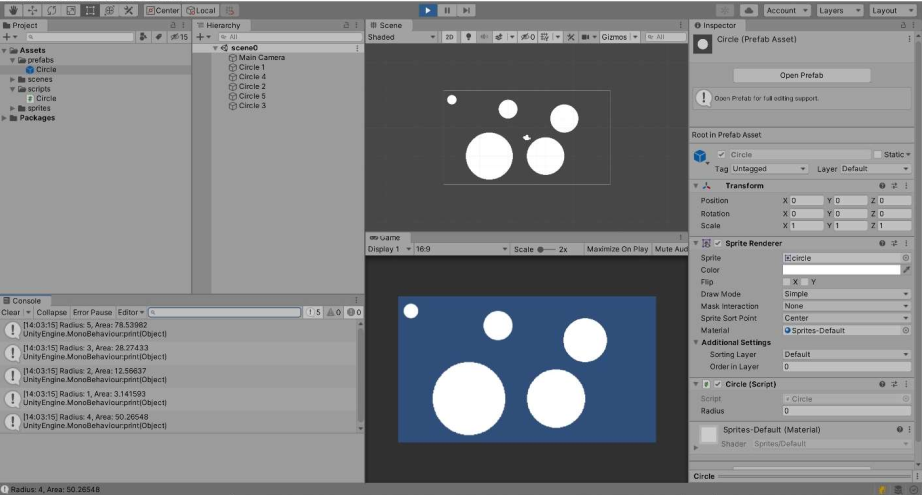 Center
Local
Account
Layers
Layout
Project
15
Assets
prefabs
Circle
scenes
scripts
Circle
sprites
Packages
Hierarchy
All
scene0
Main Camera
Circle 1
Circle 4
Circle 2
Circle 5
Circle 3
Scene
Shaded
2D
0
Gizmos
All
Game
Display 1
16:9
Scale
2x
Maximize On Play
Mute Aud
Console
Clear
Collapse
Error Pause
Editor
5
0
0
[14:03:15] Radius: 5, Area: 78.53982
UnityEngine.MonoBehaviour:print(Object)
[14:03:15] Radius: 3, Area: 28.27433
UnityEngine.MonoBehaviour:print(Object)
[14:03:15] Radius: 2, Area: 12.56637
UnityEngine.MonoBehaviour:print(Object)
[14:03:15] Radius: 1, Area: 3.141593
UnityEngine.MonoBehaviour:print(Object)
[14:03:15] Radius: 4, Area: 50.26548
UnityEngine.MonoBehaviour:print(Object)
Radius: 4, Area: 50.26548
Inspector
Circle (Prefab Asset)
Open Prefab
Open Prefab for full editing support.
Root in Prefab Asset
Circle
Static
Tag Untagged Layer Default
Transform
Position X 0 Y 0 Z 0
Rotation X 0 Y 0 Z 0
Scale X 1 Y 1 Z 1
Sprite Renderer
Sprite circle
Color
Flip X Y
Draw Mode Simple
Mask Interaction None
Sprite Sort Point Center
Material Sprites-Default
Additional Settings
Sorting Layer Default
Order in Layer 0
Circle (Script)
Script Circle
Radius 0
Sprites-Default (Material)
Shader Sprites/Default
Circle